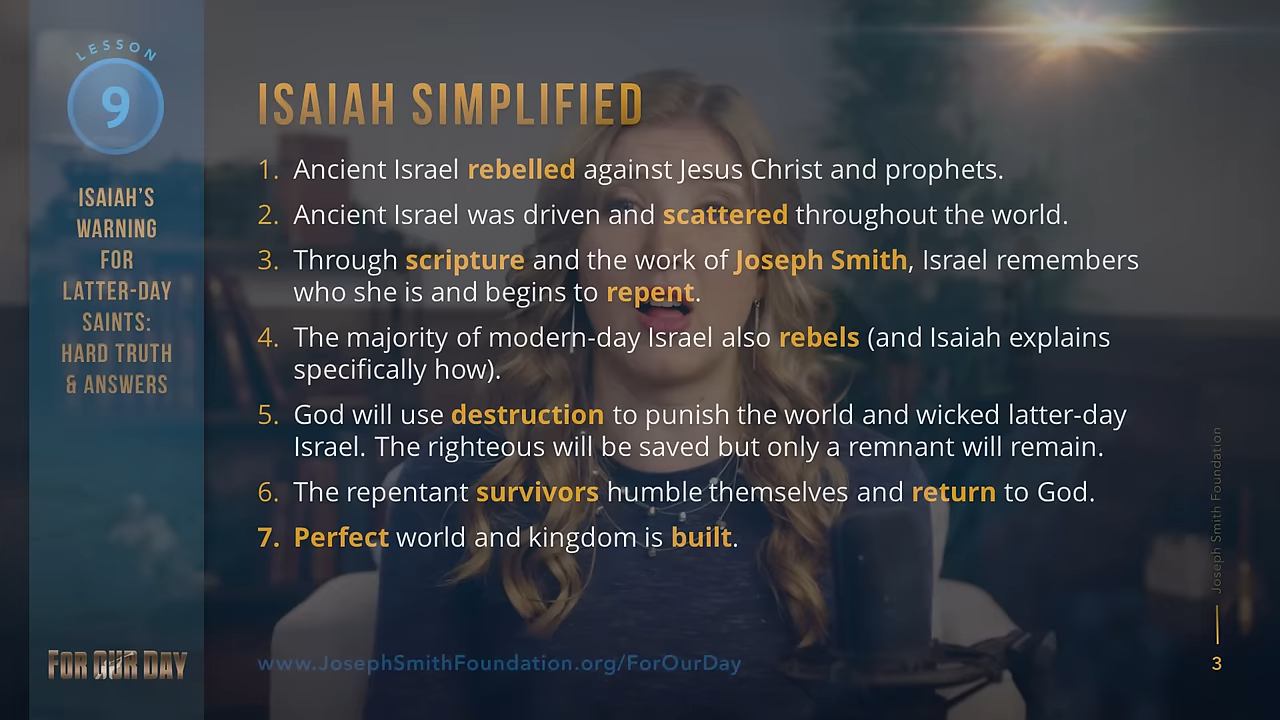 LESSON
9
ISAIAH'S
WARNING
FOR
LATTER-DAY
SAINTS:
HARD TRUTH
& ANSWERS
FOR OUR DAY
ISAIAH SIMPLIFIED
1. Ancient Israel rebelled against Jesus Christ and prophets.
2. Ancient Israel was driven and scattered throughout the world.
3. Through scripture and the work of Joseph Smith, Israel remembers
who she is and begins to repent.
4. The majority of modern-day Israel also rebels (and Isaiah explains
specifically how).
5. God will use destruction to punish the world and wicked latter-day
Israel. The righteous will be saved but only a remnant will remain.
6. The repentant survivors humble themselves and return to God.
7. Perfect world and kingdom is built.
www.JosephSmithFoundation.org/ForOurDay
Joseph Smith Foundation
3